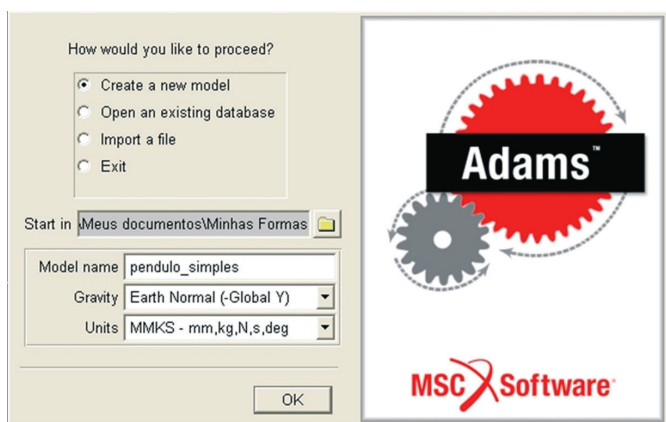 How would you like to proceed?
Create a new model
Open an existing database
Import a file
Exit
Start in \Meus documentos\Minhas Formas
Model name pendulo_simples
Gravity Earth Normal (-Global Y)
Units MMKS - mm,kg,N,s,deg
OK
Adams™
MSC Software